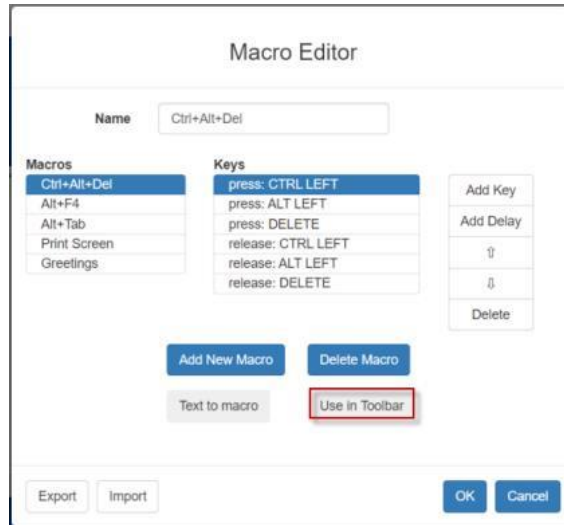 Macro Editor
Name Ctrl+Alt+Del
Macros
Ctrl+Alt+Del
Alt+F4
Alt+Tab
Print Screen
Greetings
Keys
press: CTRL LEFT
press: ALT LEFT
press: DELETE
release: CTRL LEFT
release: ALT LEFT
release: DELETE
Add Key
Add Delay
⇧
⇩
Delete
Add New Macro Delete Macro
Text to macro Use in Toolbar
Export Import OK Cancel